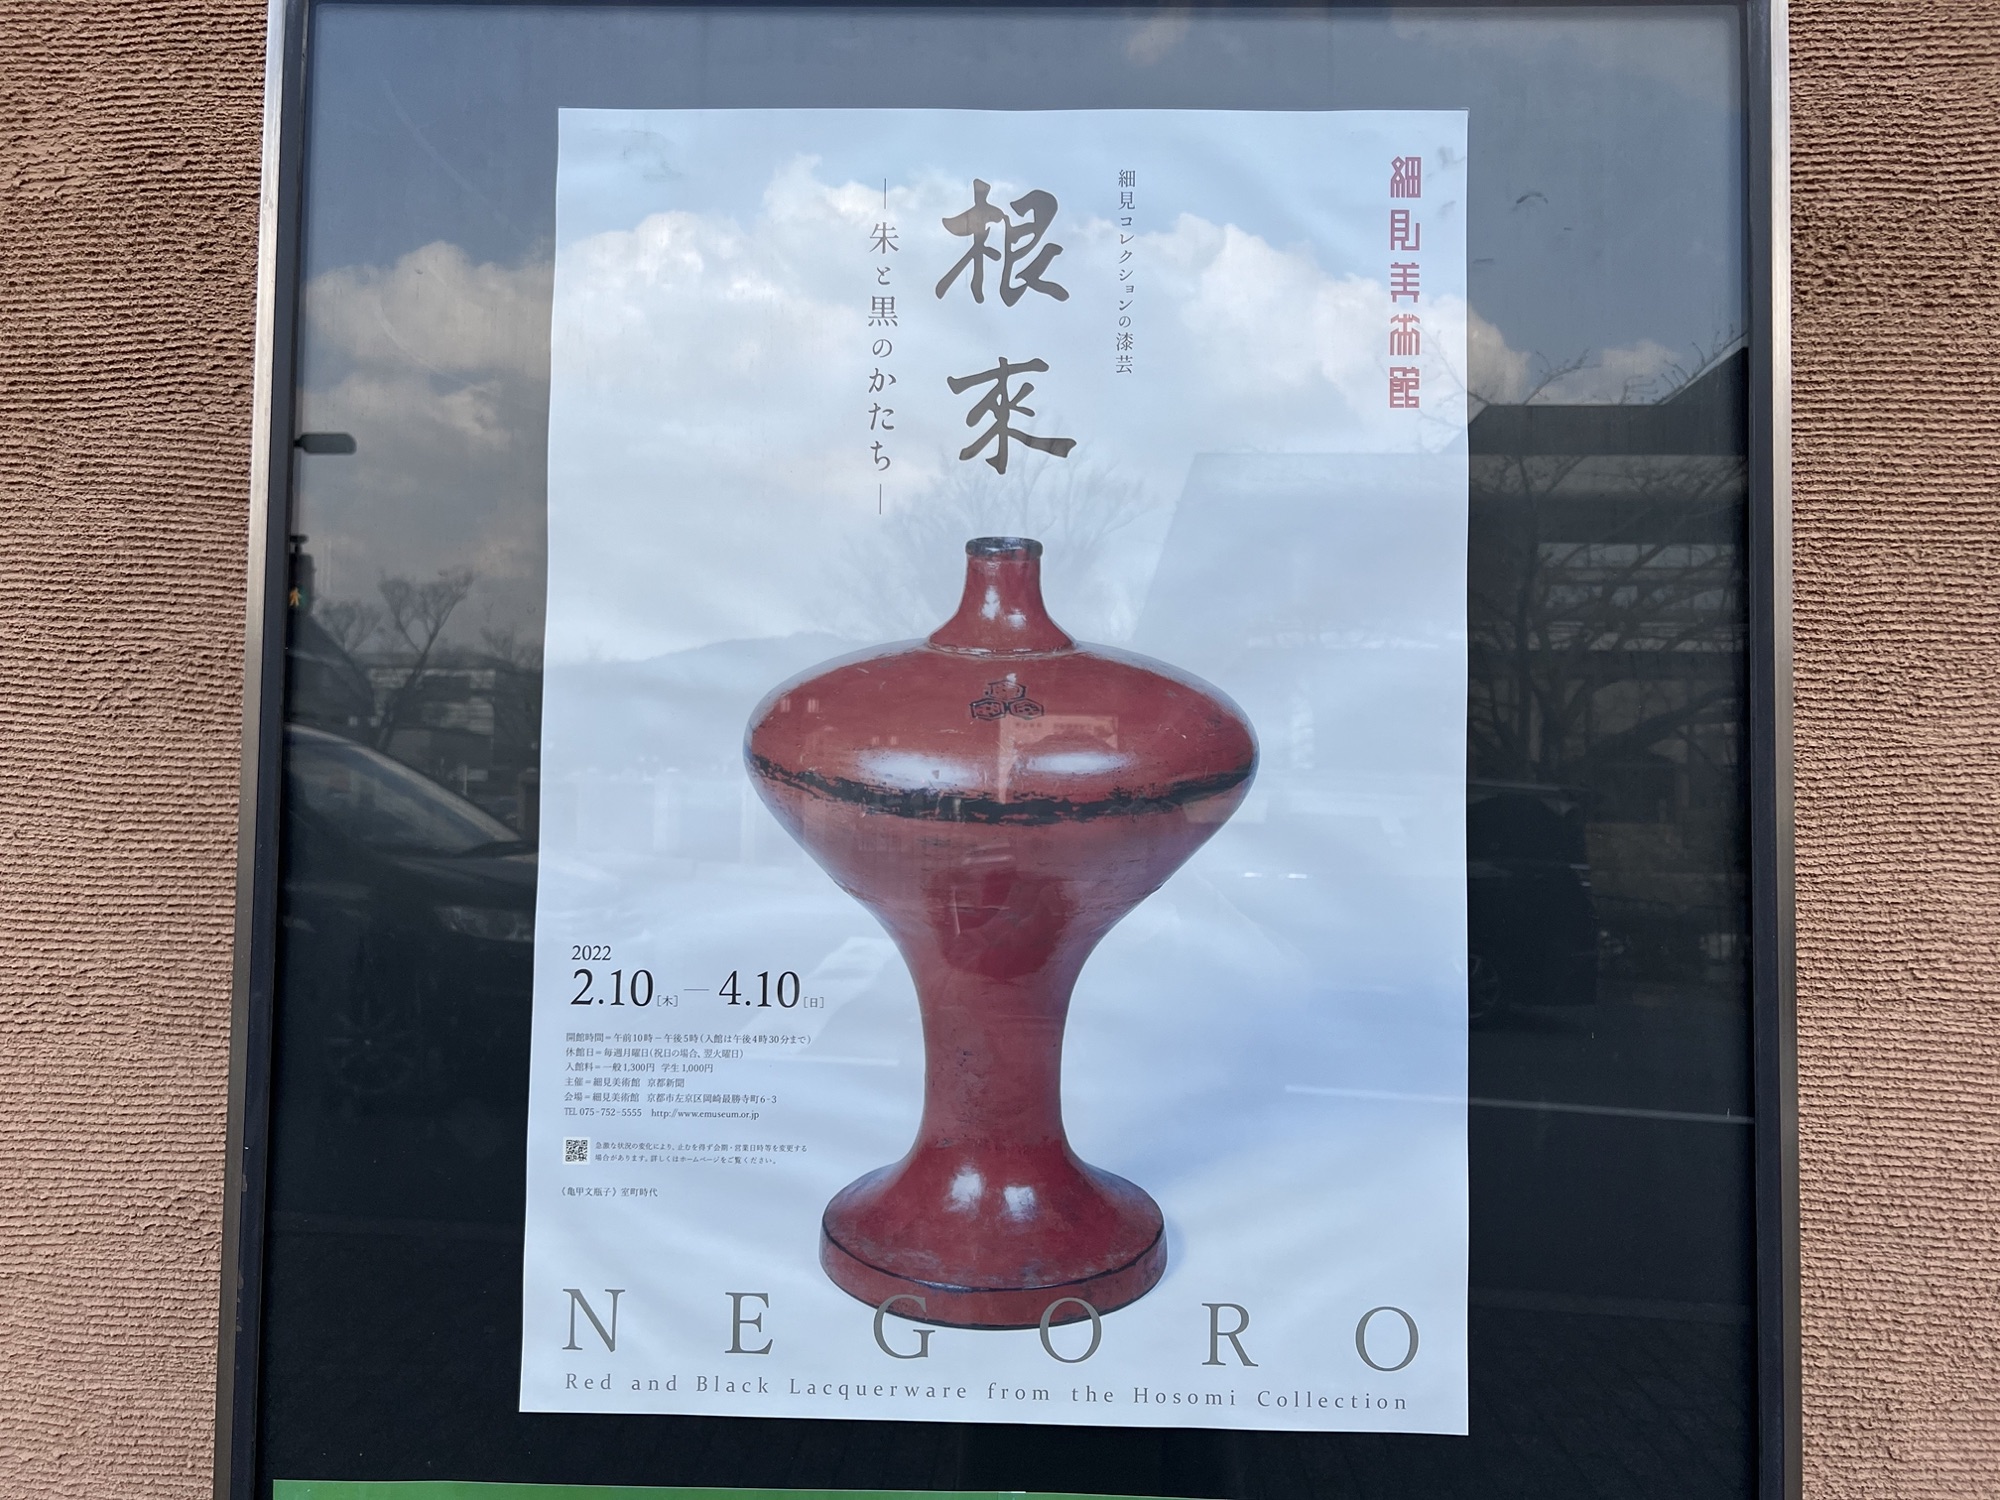 細見美術館
細見コレクションの漆芸
根来
―朱と黒のかたち―
2022
2.10[木]―4.10[日]
開館時間=午前10時-午後5時(入館は午後4時30分まで)
休館日=毎週月曜日(祝日の場合、翌火曜日)
入館料=一般1,300円 学生1,000円
主催=細見美術館 京都新聞
会場=細見美術館 京都市左京区岡崎最勝寺町6-3
TEL 075-752-5555 http://www.emuseum.or.jp
急激な状況の変化により、止むを得ず会期・営業日時等を変更する
場合があります。詳しくはホームページをご覧ください。
《亀甲文瓶子》室町時代
NEGORO
Red and Black Lacquerware from the Hosomi Collection